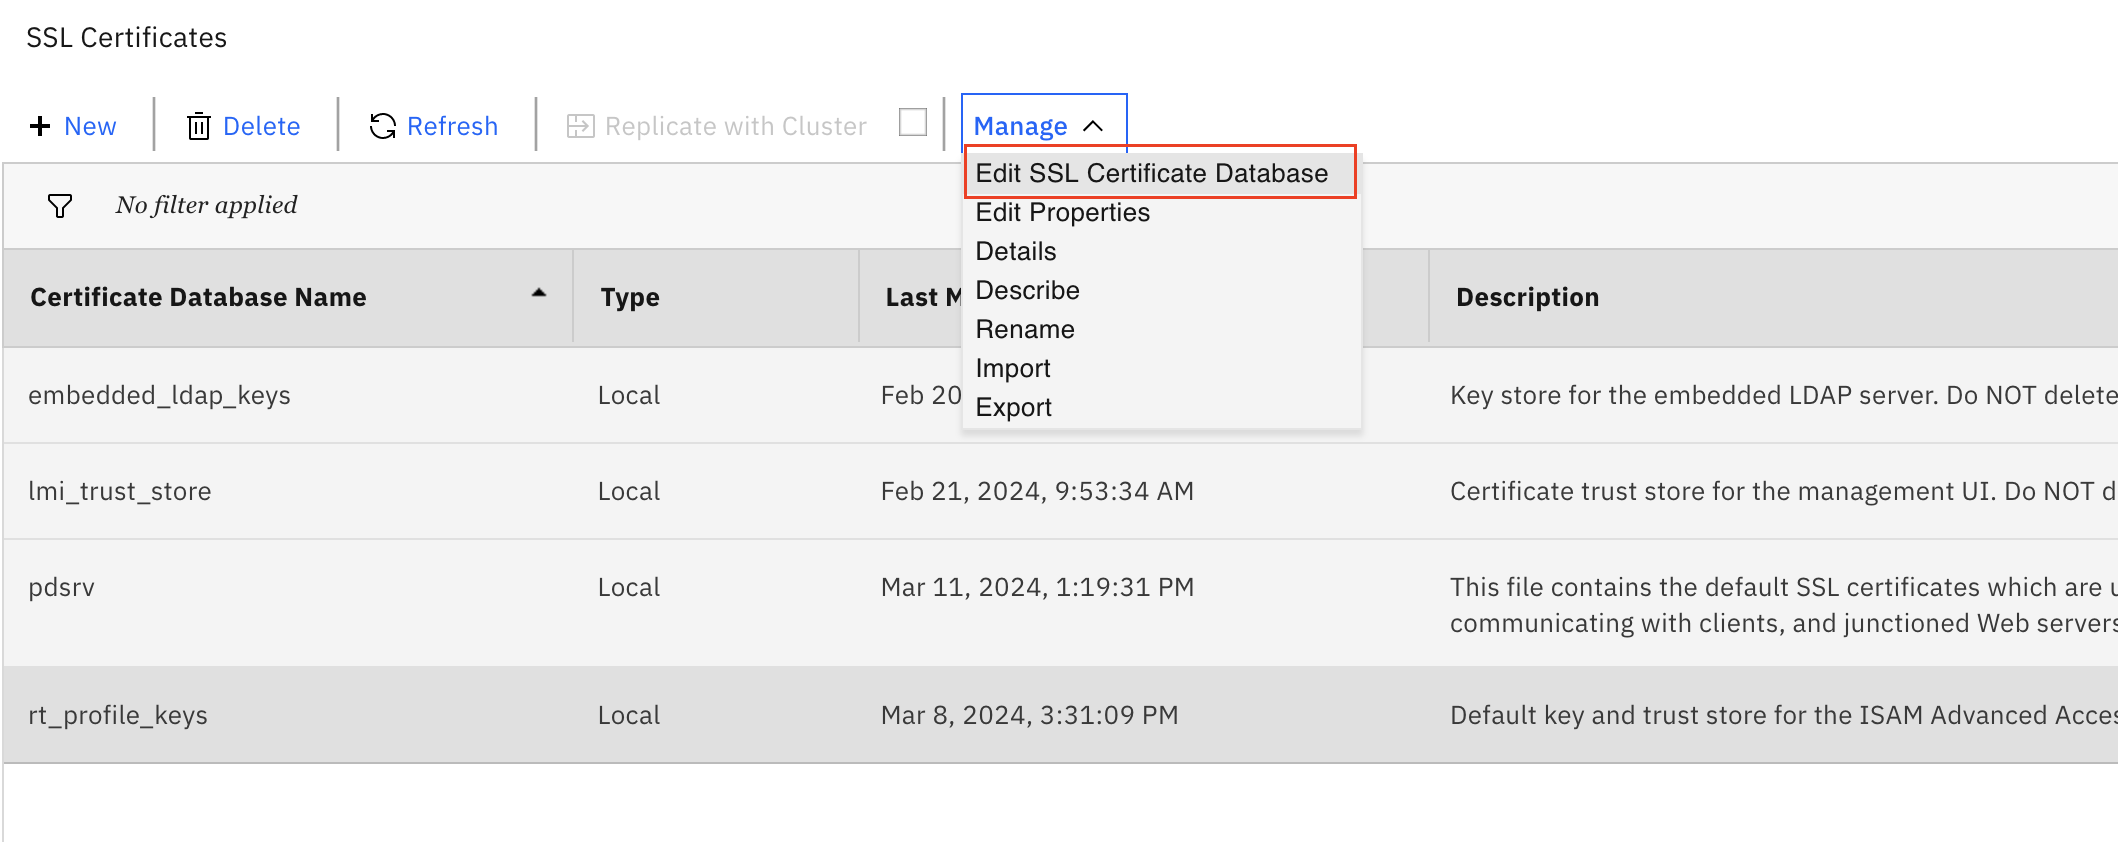 SSL Certificates
New Delete Refresh Replicate with Cluster Manage
Edit SSL Certificate Database
Edit Properties
Details
Describe
Rename
Import
Export
No filter applied
Certificate Database Name Type Last M Description
embedded_ldap_keys Local Feb 20 Key store for the embedded LDAP server. Do NOT delete
lmi_trust_store Local Feb 21, 2024, 9:53:34 AM Certificate trust store for the management UI. Do NOT d
pdsrv Local Mar 11, 2024, 1:19:31 PM This file contains the default SSL certificates which are u
communicating with clients, and junctioned Web servers
rt_profile_keys Local Mar 8, 2024, 3:31:09 PM Default key and trust store for the ISAM Advanced Acces